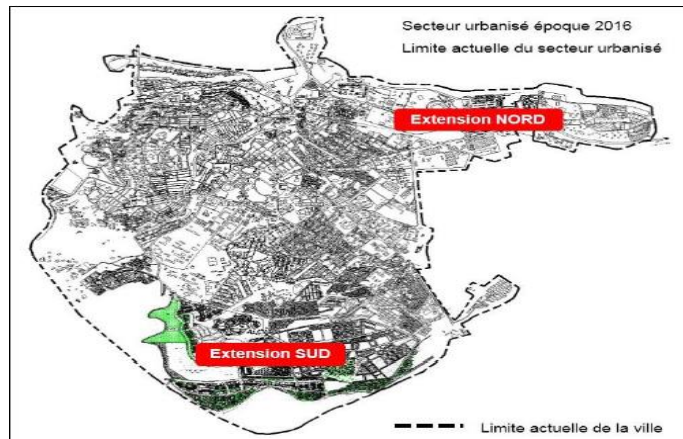 Secteur urbanisé époque 2016
Limite actuelle du secteur urbanisé
Extension NORD
Extension SUD
Limite actuelle de la ville